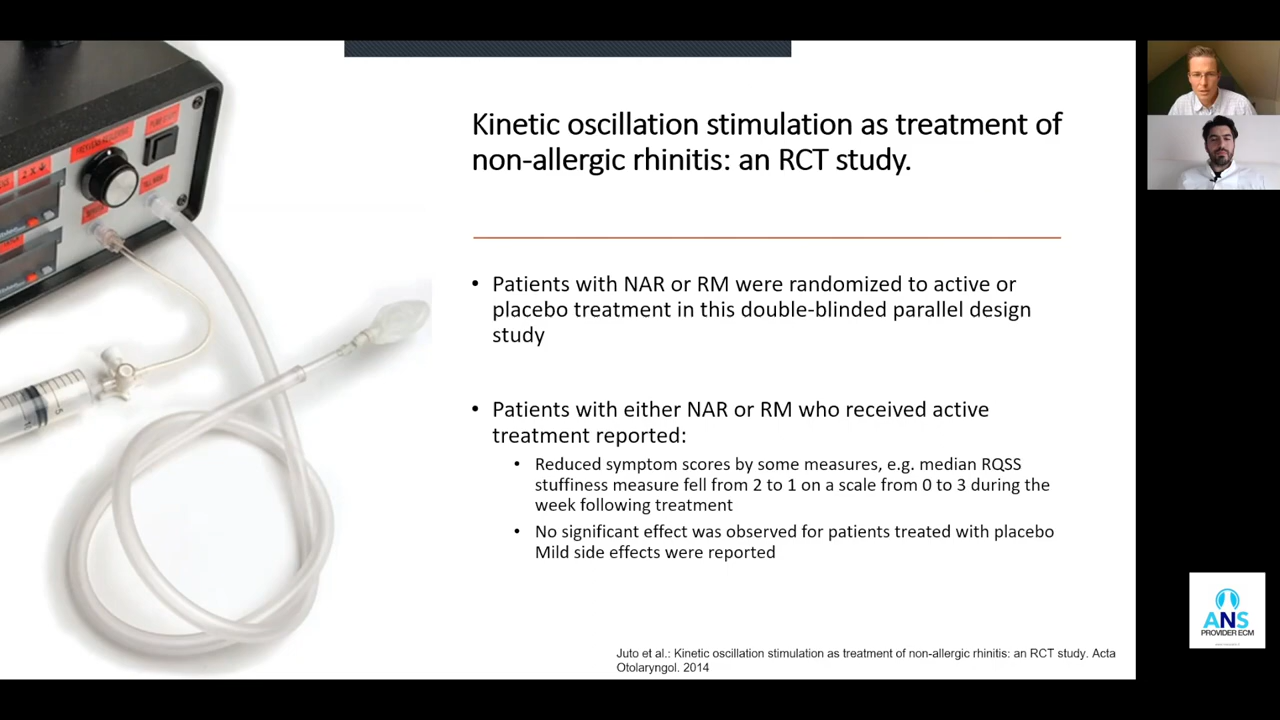 Kinetic oscillation stimulation as treatment of
non-allergic rhinitis: an RCT study.
• Patients with NAR or RM were randomized to active or
placebo treatment in this double-blinded parallel design
study
• Patients with either NAR or RM who received active
treatment reported:
• Reduced symptom scores by some measures, e.g. median RQSS
stuffiness measure fell from 2 to 1 on a scale from 0 to 3 during the
week following treatment
• No significant effect was observed for patients treated with placebo
Mild side effects were reported
Juto et al.: Kinetic oscillation stimulation as treatment of non-allergic rhinitis: an RCT study. Acta
Otolaryngol. 2014
ANS
PROVIDER ECM
2 X
5